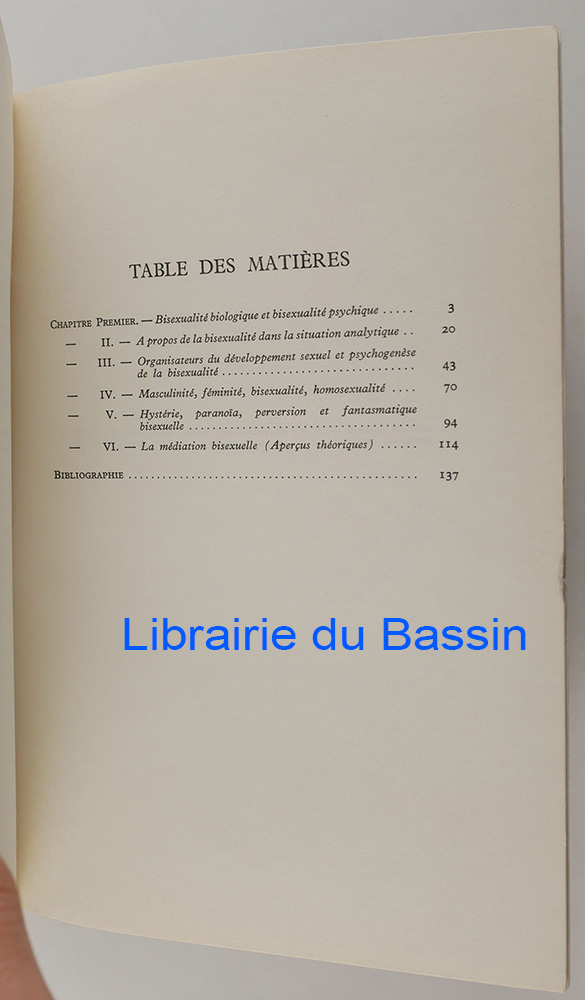 TABLE DES MATIÈRES
CHAPITRE PREMIER. — Bisexualité biologique et bisexualité psychique ..... 3
— II. — A propos de la bisexualité dans la situation analytique .. 20
— III. — Organisateurs du développement sexuel et psychogenèse
de la bisexualité ................................ 43
— IV. — Masculinité, féminité, bisexualité, homosexualité .... 70
— V. — Hystérie, paranoïa, perversion et fantasmatique
bisexuelle ...................................... 94
— VI. — La médiation bisexuelle (Aperçus théoriques) ...... 114
BIBLIOGRAPHIE ................................................ 137
Librairie du Bassin